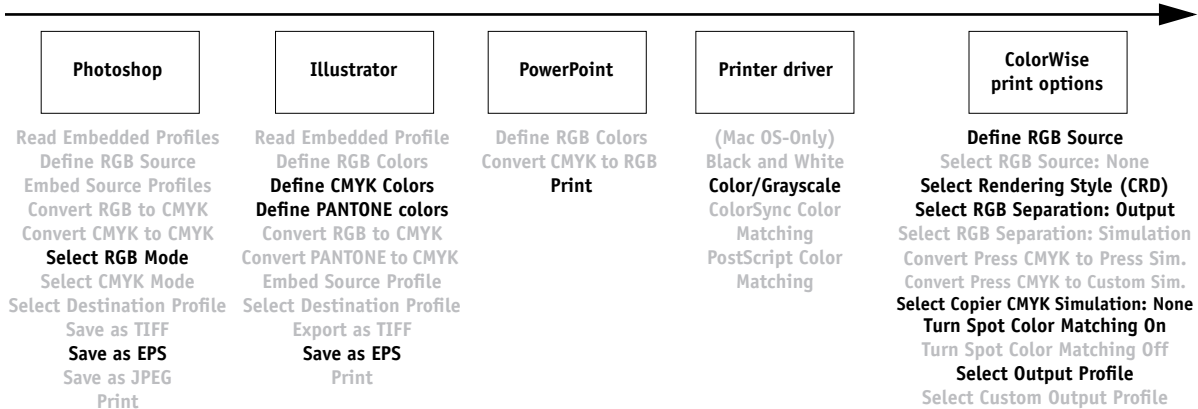 Photoshop
Read Embedded Profiles
Define RGB Source
Embed Source Profiles
Convert RGB to CMYK
Convert CMYK to CMYK
Select RGB Mode
Select CMYK Mode
Select Destination Profile
Save as TIFF
Save as EPS
Save as JPEG
Print
Illustrator
Read Embedded Profile
Define RGB Colors
Define CMYK Colors
Define PANTONE colors
Convert RGB to CMYK
Convert PANTONE to CMYK
Embed Source Profile
Select Destination Profile
Export as TIFF
Save as EPS
Print
PowerPoint
Define RGB Colors
Convert CMYK to RGB
Print
Printer driver
(Mac OS-Only)
Black and White
Color/Grayscale
ColorSync Color
Matching
PostScript Color
Matching
ColorWise
print options
Define RGB Source
Select RGB Source: None
Select Rendering Style (CRD)
Select RGB Separation: Output
Select RGB Separation: Simulation
Convert Press CMYK to Press Sim.
Convert Press CMYK to Custom Sim.
Select Copier CMYK Simulation: None
Turn Spot Color Matching On
Turn Spot Color Matching Off
Select Output Profile
Select Custom Output Profile